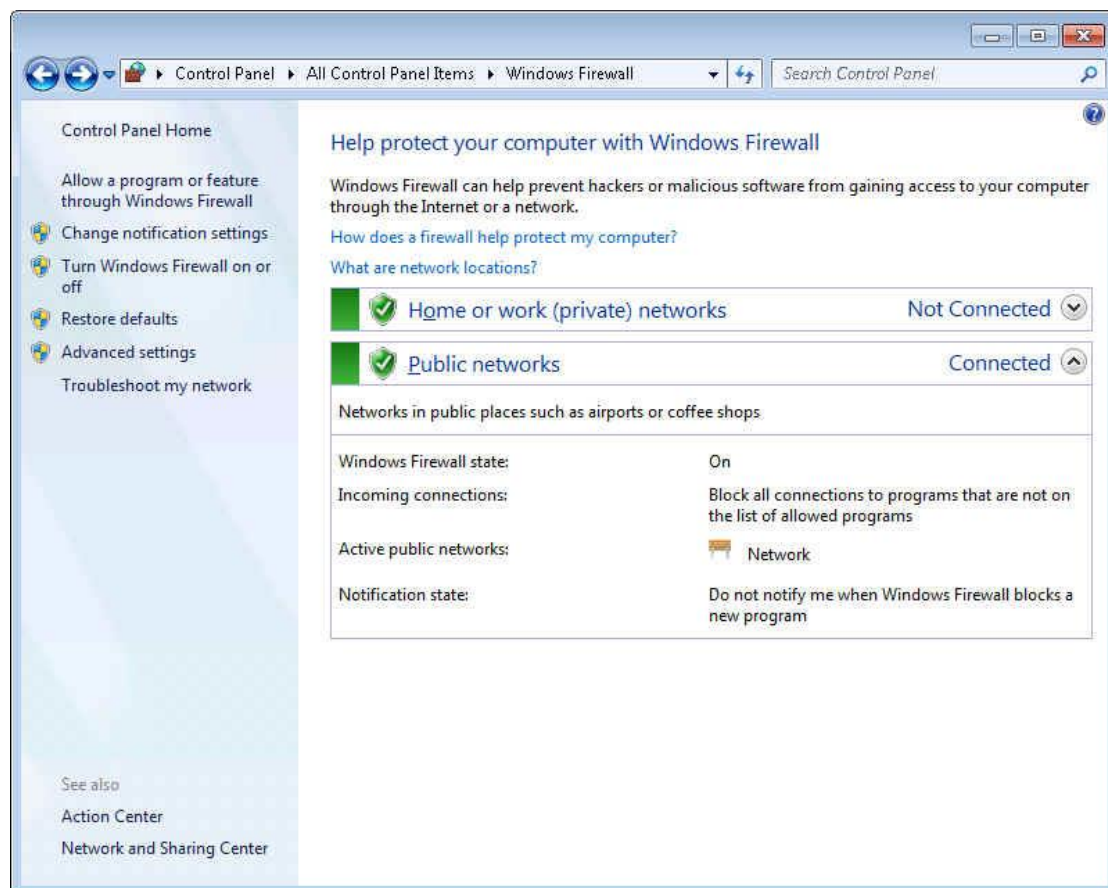 Control Panel
All Control Panel Items
Windows Firewall
Search Control Panel
Control Panel Home
Allow a program or feature
through Windows Firewall
Change notification settings
Turn Windows Firewall on or
off
Restore defaults
Advanced settings
Troubleshoot my network
See also
Action Center
Network and Sharing Center
Help protect your computer with Windows Firewall
Windows Firewall can help prevent hackers or malicious software from gaining access to your computer
through the Internet or a network.
How does a firewall help protect my computer?
What are network locations?
Home or work (private) networks Not Connected
Public networks Connected
Networks in public places such as airports or coffee shops
Windows Firewall state: On
Incoming connections: Block all connections to programs that are not on
the list of allowed programs
Active public networks: Network
Notification state: Do not notify me when Windows Firewall blocks a
new program